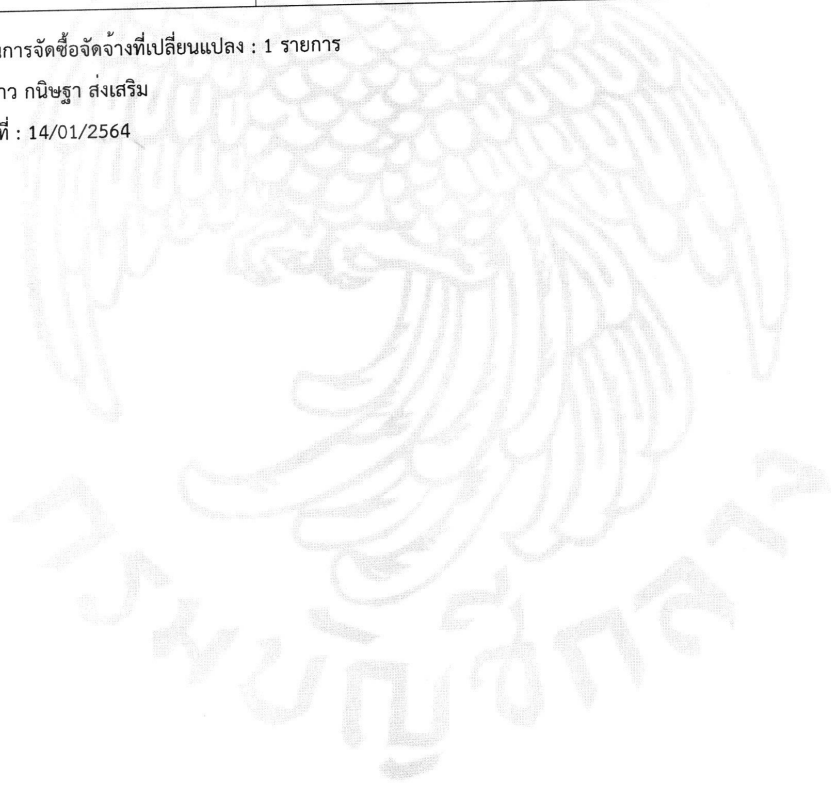 การจัดซื้อจัดจ้างที่เปลี่ยนแปลง : 1 รายการ
กนิษฐา ส่งเสริม
ที่ : 14/01/2564
กรมบัญชีกลาง